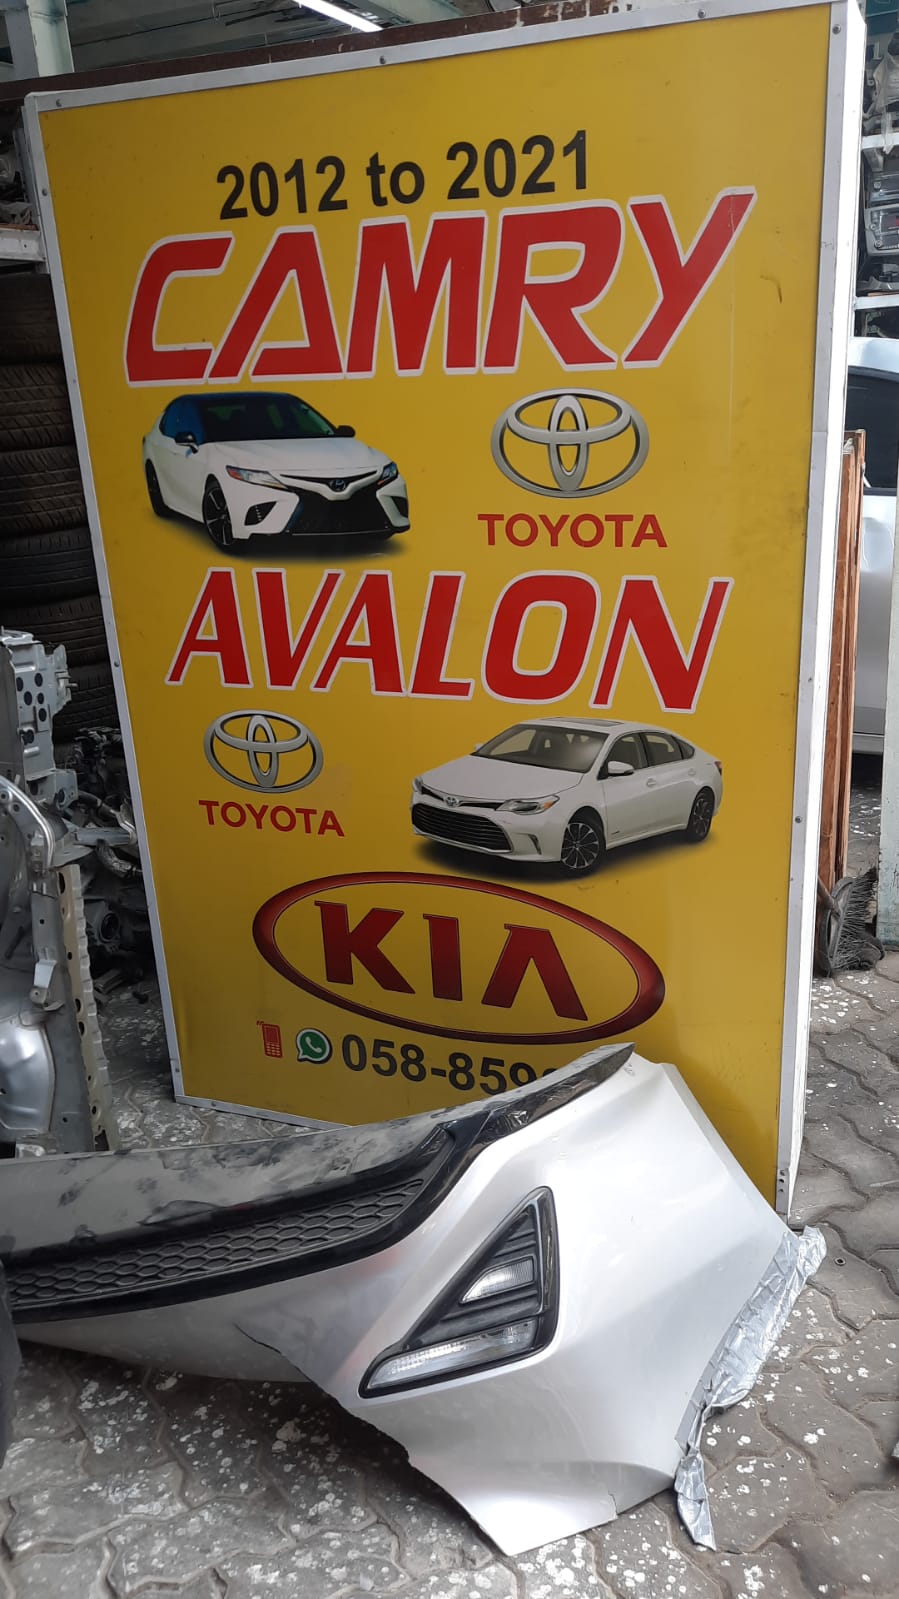 2012 to 2021
CAMRY
TOYOTA
AVALON
TOYOTA
KIA
058-859